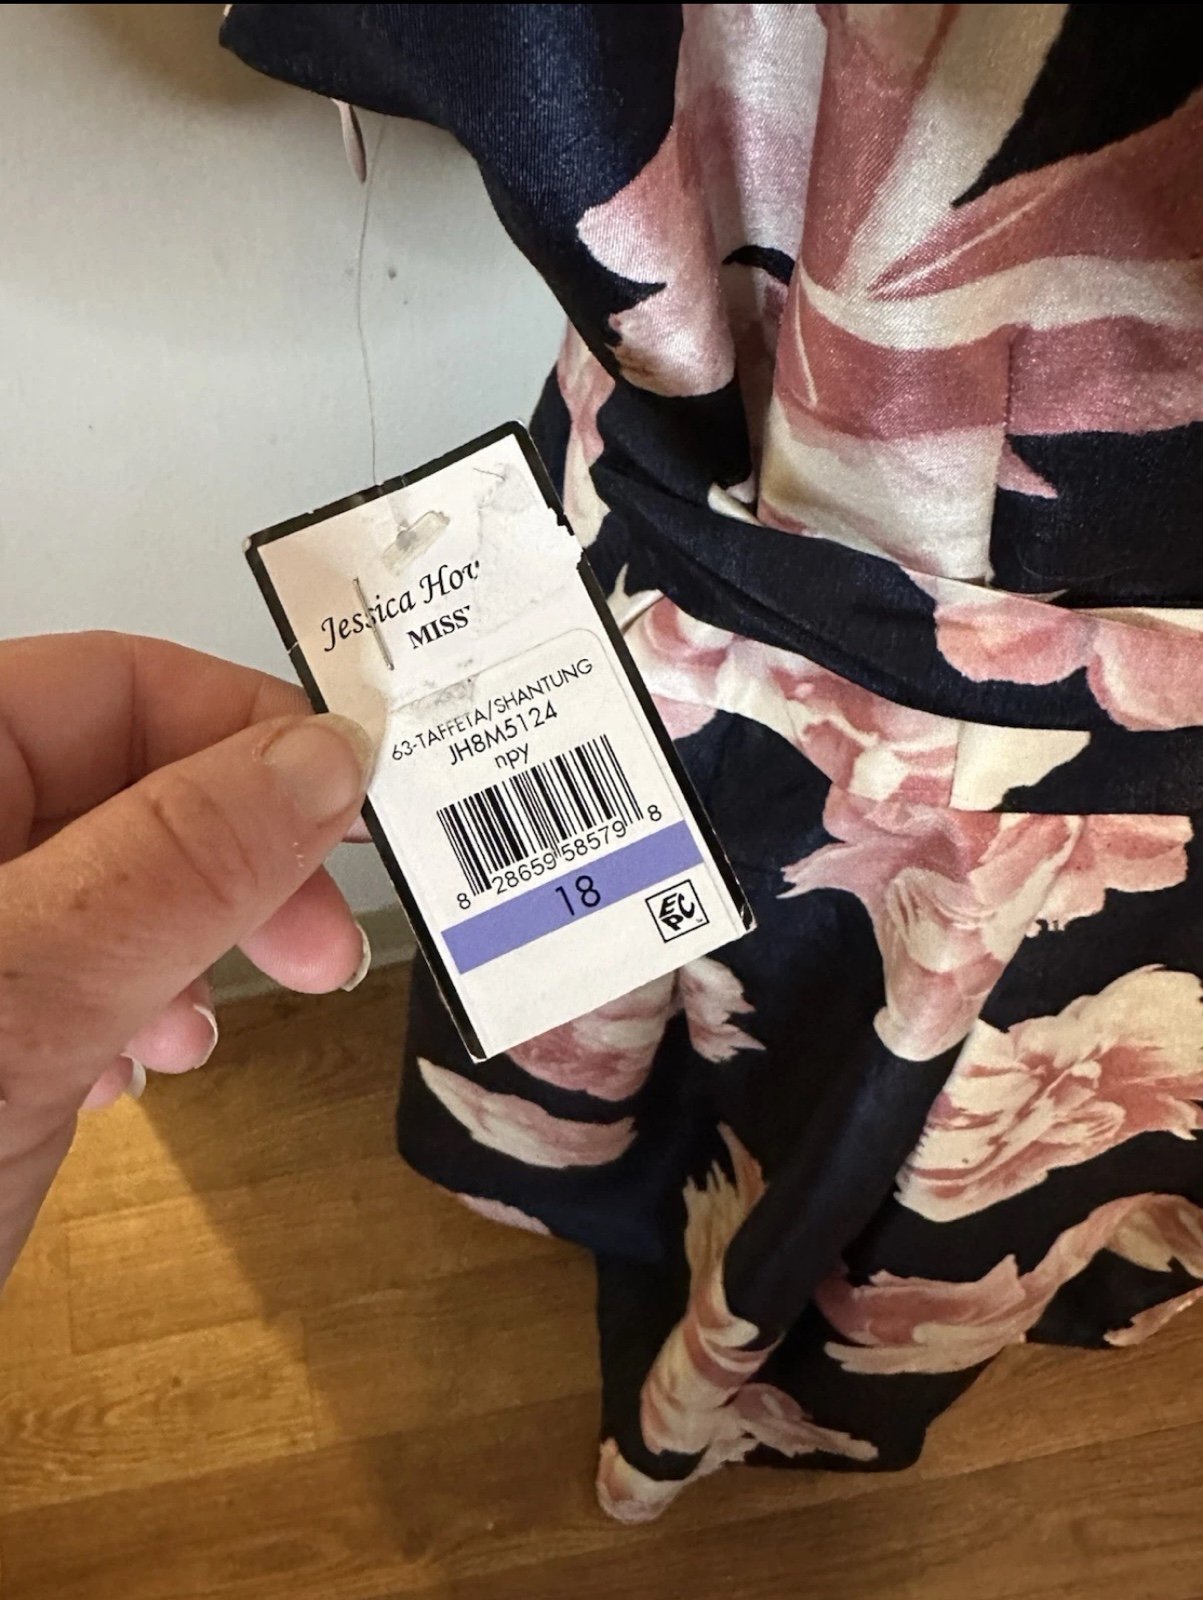 Jessica Hov
MISS
63-TAFFETA/SHANTUNG
JH8M5124
npy
8 28659 58579 8
18
EPC